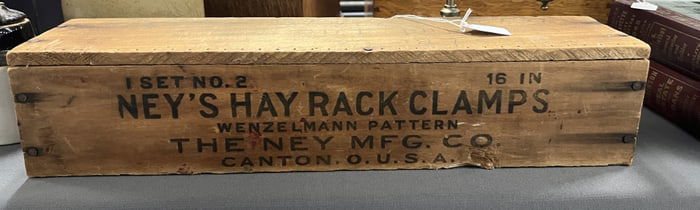 1 SET NO. 2 16 IN
NEY'S HAY RACK CLAMPS
WENZELMANN PATTERN
THE NEY MFG. CO.
CANTON. O. U. S. A.